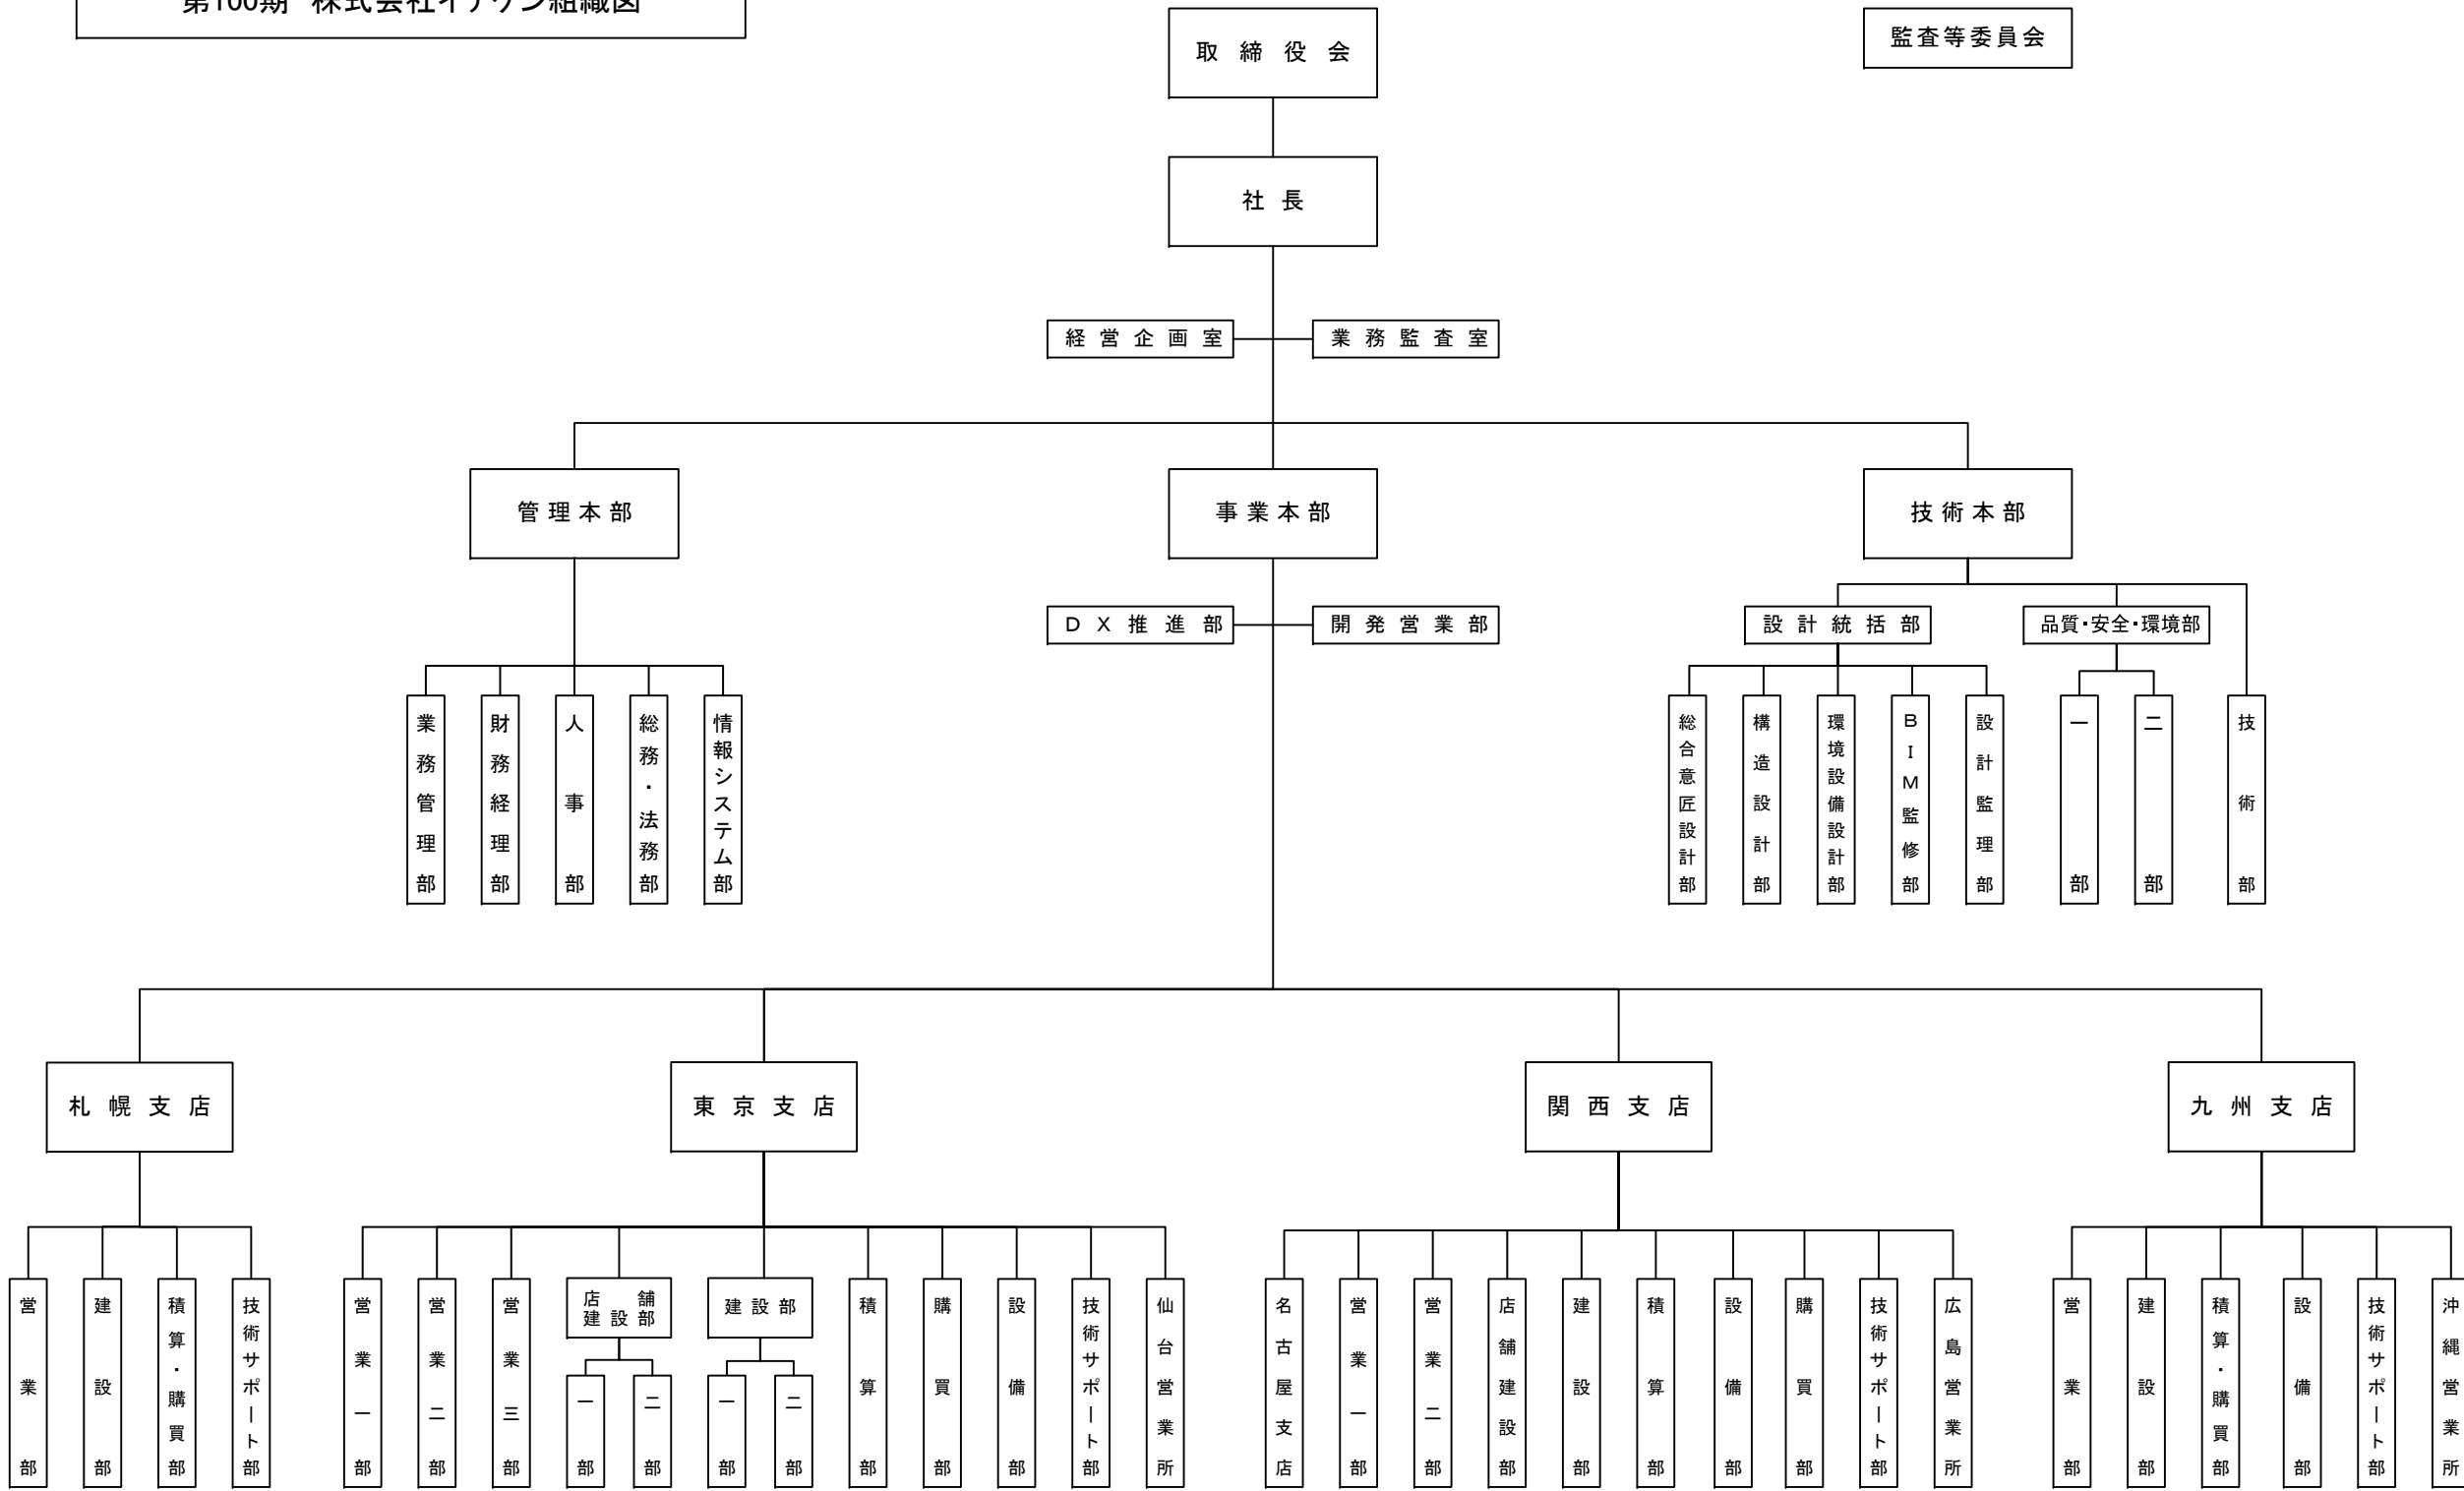 第100期 株式会社イチケン組織図
取締役会
監査等委員会
社長
経営企画室
業務監査室
管理本部
事業本部
技術本部
DX推進部
開発営業部
設計統括部
品質・安全・環境部
業務管理部
財務経理部
人事部
総務・法務部
情報システム部
総合意匠設計部
構造設計部
環境設備設計部
BIM監修部
設計監理部
一部
二部
技術部
札幌支店
東京支店
関西支店
九州支店
営業部
建設部
積算・購買部
技術サポート部
営業一部
営業二部
営業三部
店舗
建設部
一部
二部
建設部
一部
二部
積算部
購買部
設備部
技術サポート部
仙台営業所
名古屋支店
営業一部
営業二部
店舗建設部
建設部
積算部
設備部
購買部
技術サポート部
広島営業所
営業部
建設部
積算・購買部
設備部
技術サポート部
沖縄営業所